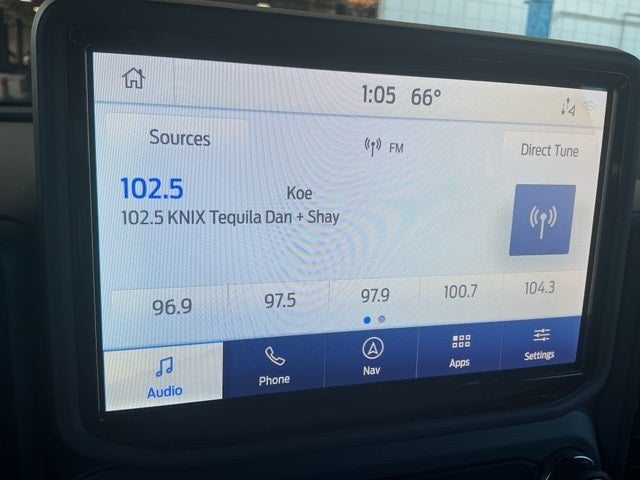 1:05 66°
Sources
FM
Direct Tune
102.5
Koe
102.5 KNIX Tequila Dan + Shay
96.9 97.5 97.9 100.7 104.3
Audio Phone Nav Apps Settings